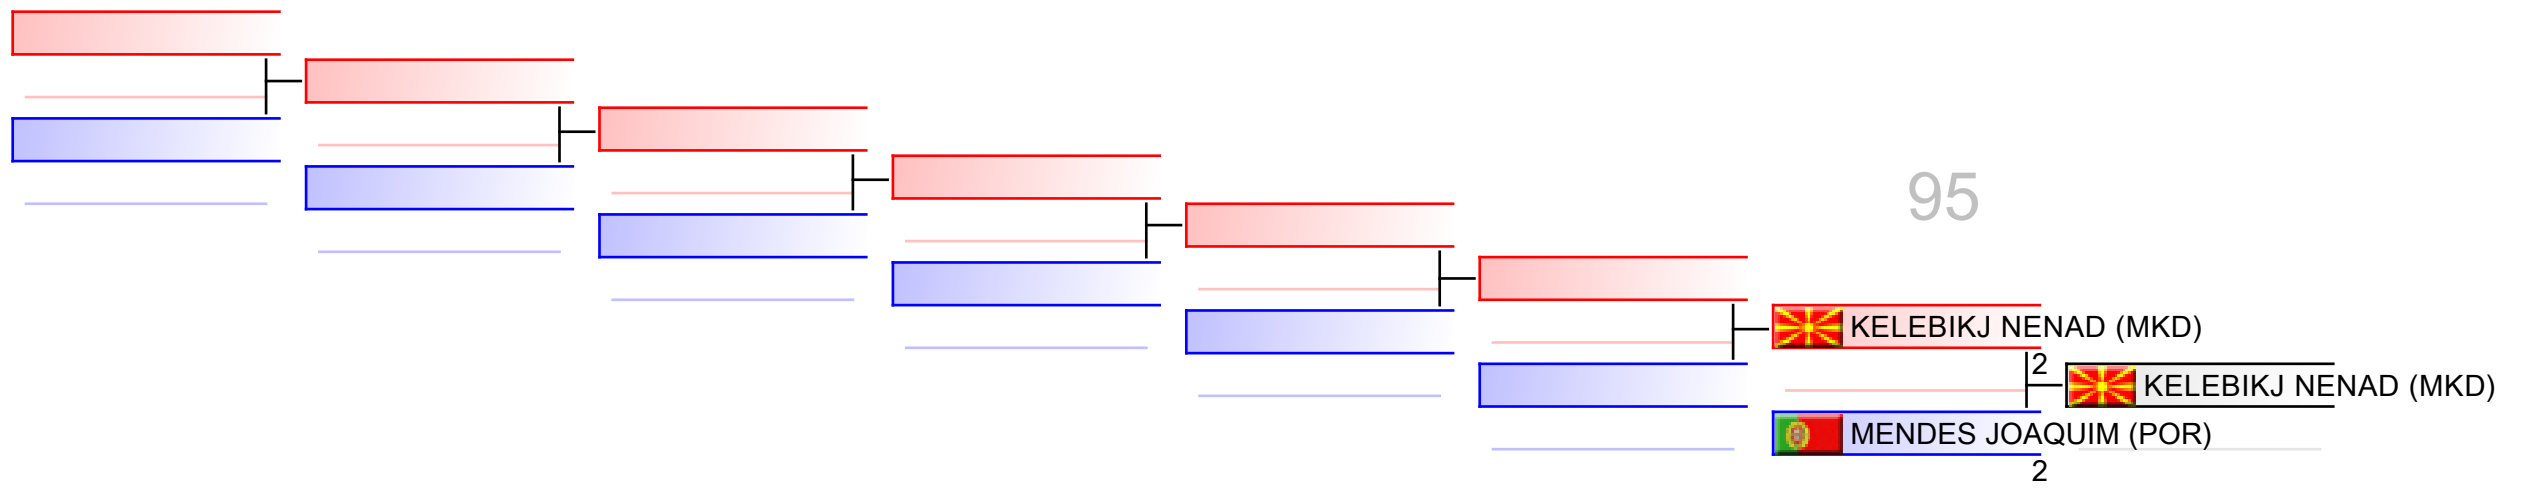 95
KELEBIKJ NENAD (MKD)
2
KELEBIKJ NENAD (MKD)
MENDES JOAQUIM (POR)
2